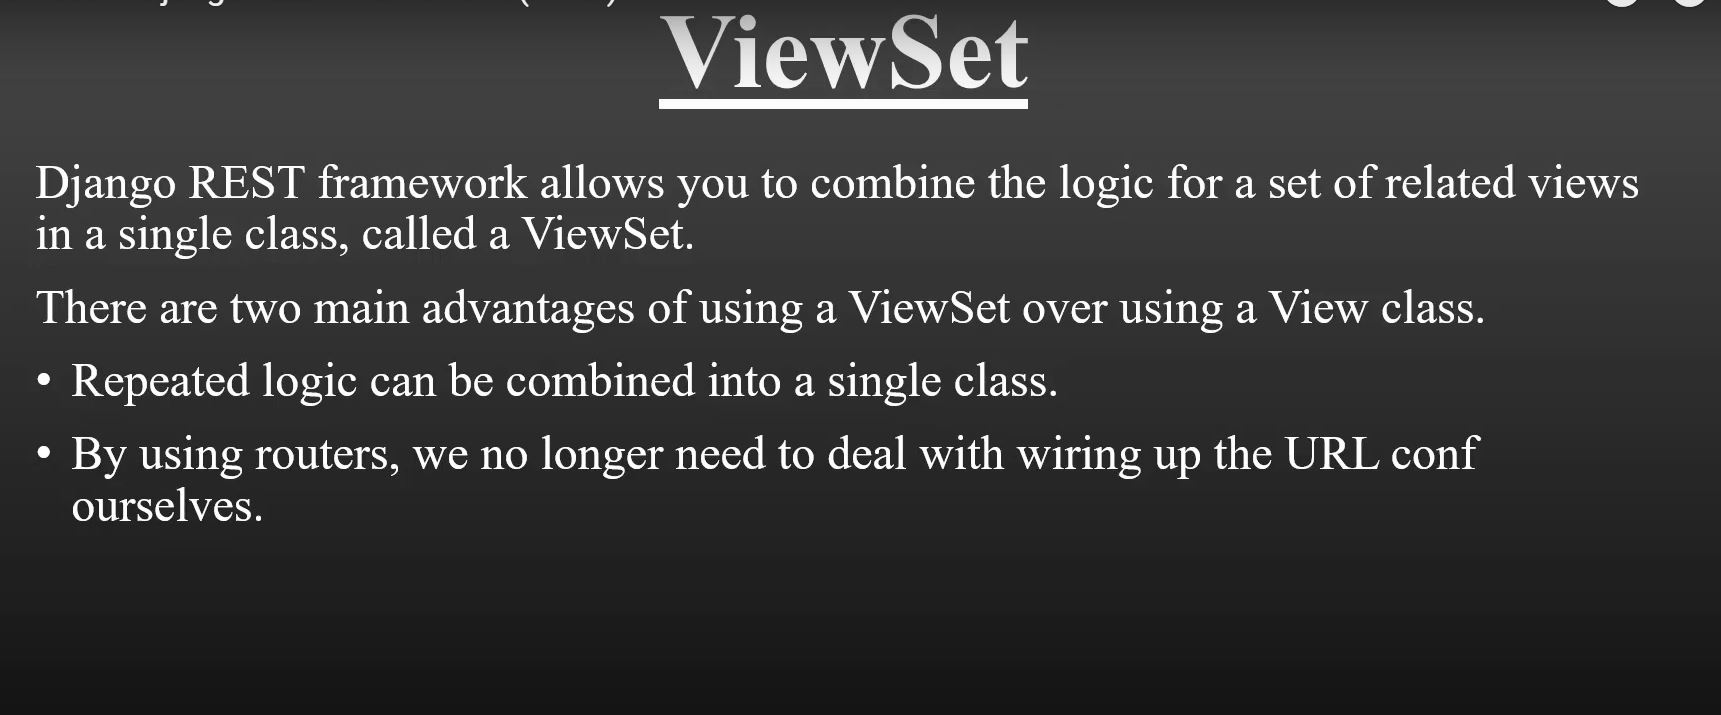 ViewSet
Django REST framework allows you to combine the logic for a set of related views
in a single class, called a ViewSet.
There are two main advantages of using a ViewSet over using a View class.
• Repeated logic can be combined into a single class.
• By using routers, we no longer need to deal with wiring up the URL conf
ourselves.